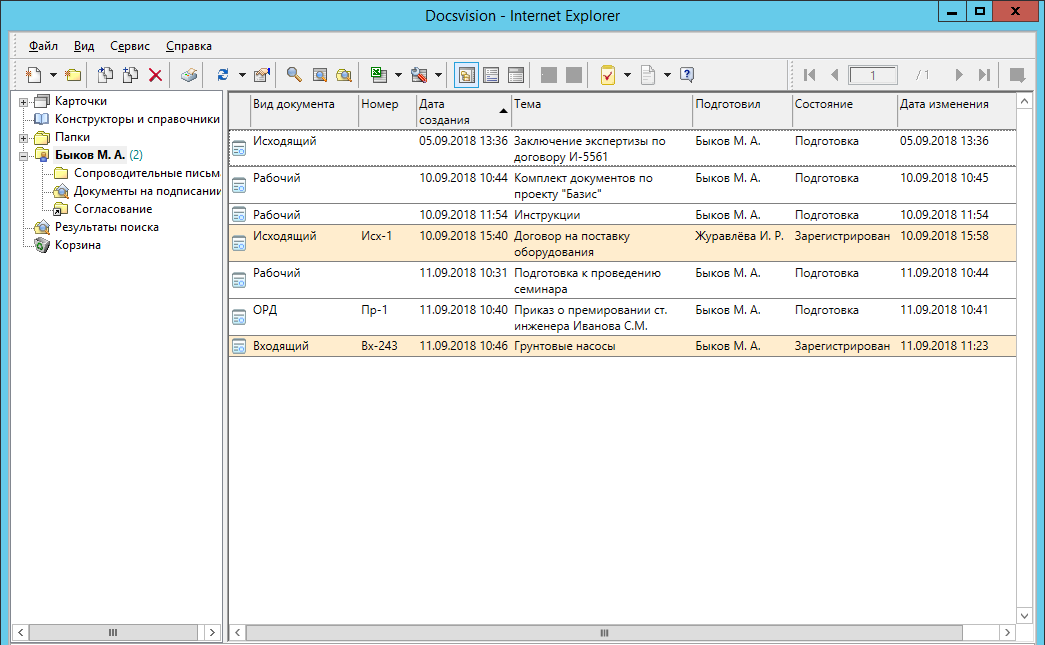 Docsvision - Internet Explorer
Файл Вид Сервис Справка
1 / 1
Карточки
Конструкторы и справочники
Папки
Быков М. А. (2)
Сопроводительные письм
Документы на подписании
Согласование
Результаты поиска
Корзина
Вид документа Номер Дата создания Тема Подготовил Состояние Дата изменения
Исходящий 05.09.2018 13:36 Заключение экспертизы по Быков М. А. Подготовка 05.09.2018 13:36
договору И-5561
Рабочий 10.09.2018 10:44 Комплект документов по Быков М. А. Подготовка 10.09.2018 10:45
проекту "Базис"
Рабочий 10.09.2018 11:54 Инструкции Быков М. А. Подготовка 10.09.2018 11:54
Исходящий Исх-1 10.09.2018 15:40 Договор на поставку Журавлёва И. Р. Зарегистрирован 10.09.2018 15:58
оборудования
Рабочий 11.09.2018 10:31 Подготовка к проведению Быков М. А. Подготовка 11.09.2018 10:44
семинара
ОРД Пр-1 11.09.2018 10:40 Приказ о премировании ст. Быков М. А. Подготовка 11.09.2018 10:41
инженера Иванова С.М.
Входящий Вх-243 11.09.2018 10:46 Грунтовые насосы Быков М. А. Зарегистрирован 11.09.2018 11:23